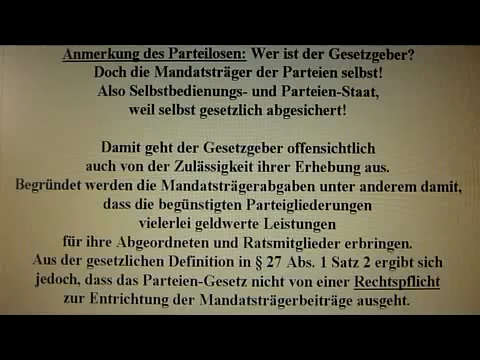 Anmerkung des Parteilosen: Wer ist der Gesetzgeber?
Doch die Mandatsträger der Parteien selbst!
Also Selbstbedienungs- und Parteien-Staat,
weil selbst gesetzlich abgesichert!
Damit geht der Gesetzgeber offensichtlich
auch von der Zulässigkeit ihrer Erhebung aus.
Begründet werden die Mandatsträgerabgaben unter anderem damit,
dass die begünstigten Parteigliederungen
vielerlei geldwerte Leistungen
für ihre Abgeordneten und Ratsmitglieder erbringen.
Aus der gesetzlichen Definition in § 27 Abs. 1 Satz 2 ergibt sich
jedoch, dass das Parteien-Gesetz nicht von einer Rechtspflicht
zur Entrichtung der Mandatsträgerbeiträge ausgeht.